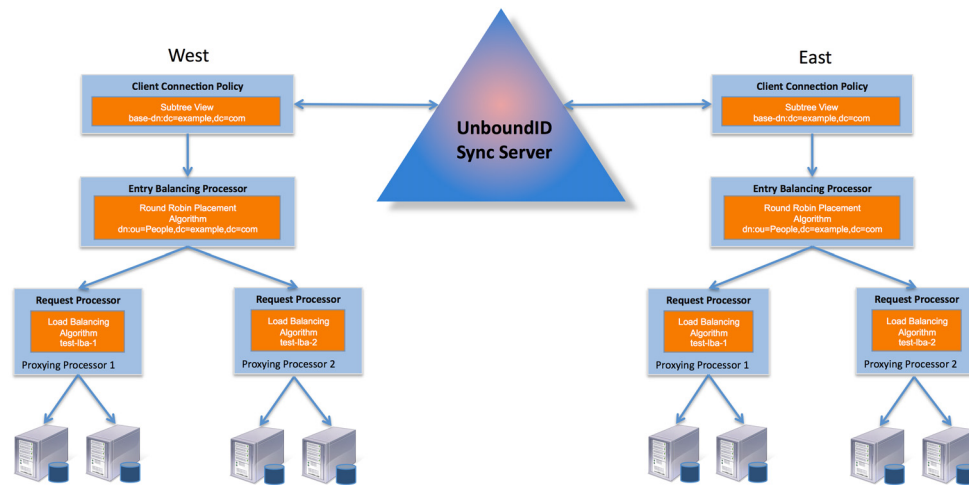 West
Client Connection Policy
Subtree View
base-dn:dc=example,dc=com
Entry Balancing Processor
Round Robin Placement
Algorithm
dn:ou=People,dc=example,dc=com
Request Processor
Load Balancing
Algorithm
test-lba-1
Proxying Processor 1
Request Processor
Load Balancing
Algorithm
test-lba-2
Proxying Processor 2
UnboundID
Sync Server
East
Client Connection Policy
Subtree View
base-dn:dc=example,dc=com
Entry Balancing Processor
Round Robin Placement
Algorithm
dn:ou=People,dc=example,dc=com
Request Processor
Load Balancing
Algorithm
test-lba-1
Proxying Processor 1
Request Processor
Load Balancing
Algorithm
test-lba-2
Proxying Processor 2